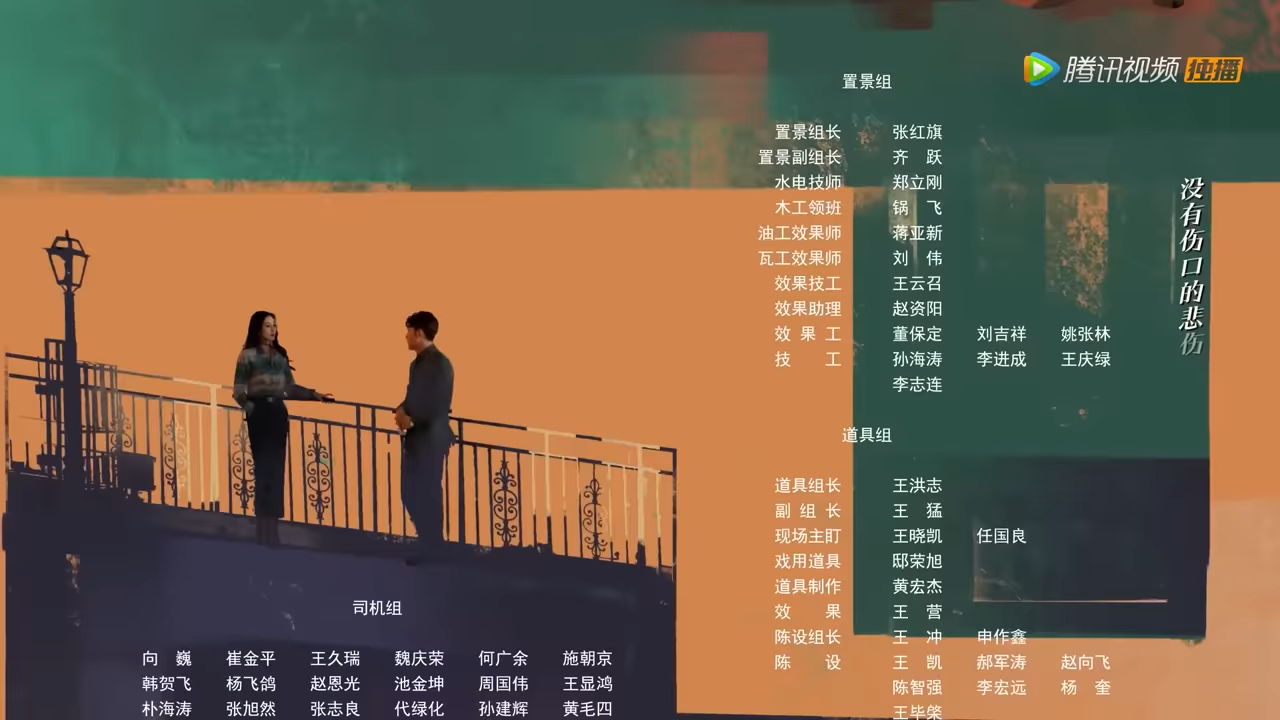 腾讯视频 独播
置景组
置景组长 张红旗
置景副组长 齐 跃
水电技师 郑立刚
木工领班 锅 飞
油工效果师 蒋亚新
瓦工效果师 刘 伟
效果技工 王云召
效果助理 赵资阳
效 果 工 董保定 刘吉祥 姚张林
技 工 孙海涛 李进成 王庆绿
李志连
道具组
道具组长 王洪志
副 组 长 王 猛
现场主盯 王晓凯 任国良
戏用道具 邸荣旭
道具制作 黄宏杰
效 果 王 营
陈设组长 王 冲 申作鑫
陈 设 王 凯 郝军涛 赵向飞
陈智强 李宏远 杨 奎
王毕棨
没有伤口的悲伤
司机组
向 巍 崔金平 王久瑞 魏庆荣 何广余 施朝京
韩贺飞 杨飞鸽 赵恩光 池金坤 周国伟 王显鸿
朴海涛 张旭然 张志良 代绿化 孙建辉 黄毛四